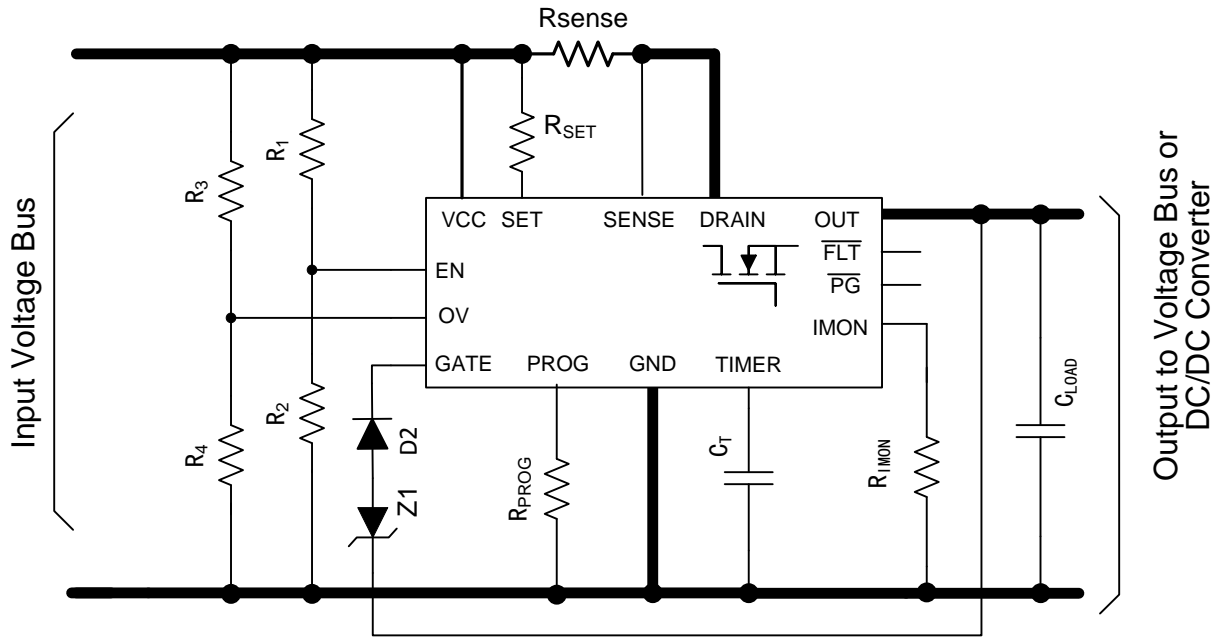 Rsense
RSET
R1
R3
VCC
SET
SENSE
DRAIN
OUT
FLT
PG
EN
OV
IMON
GATE
PROG
GND
TIMER
R2
R4
D2
Z1
RPROG
CT
RIMON
CLOAD
Input Voltage Bus
Output to Voltage Bus or
DC/DC Converter